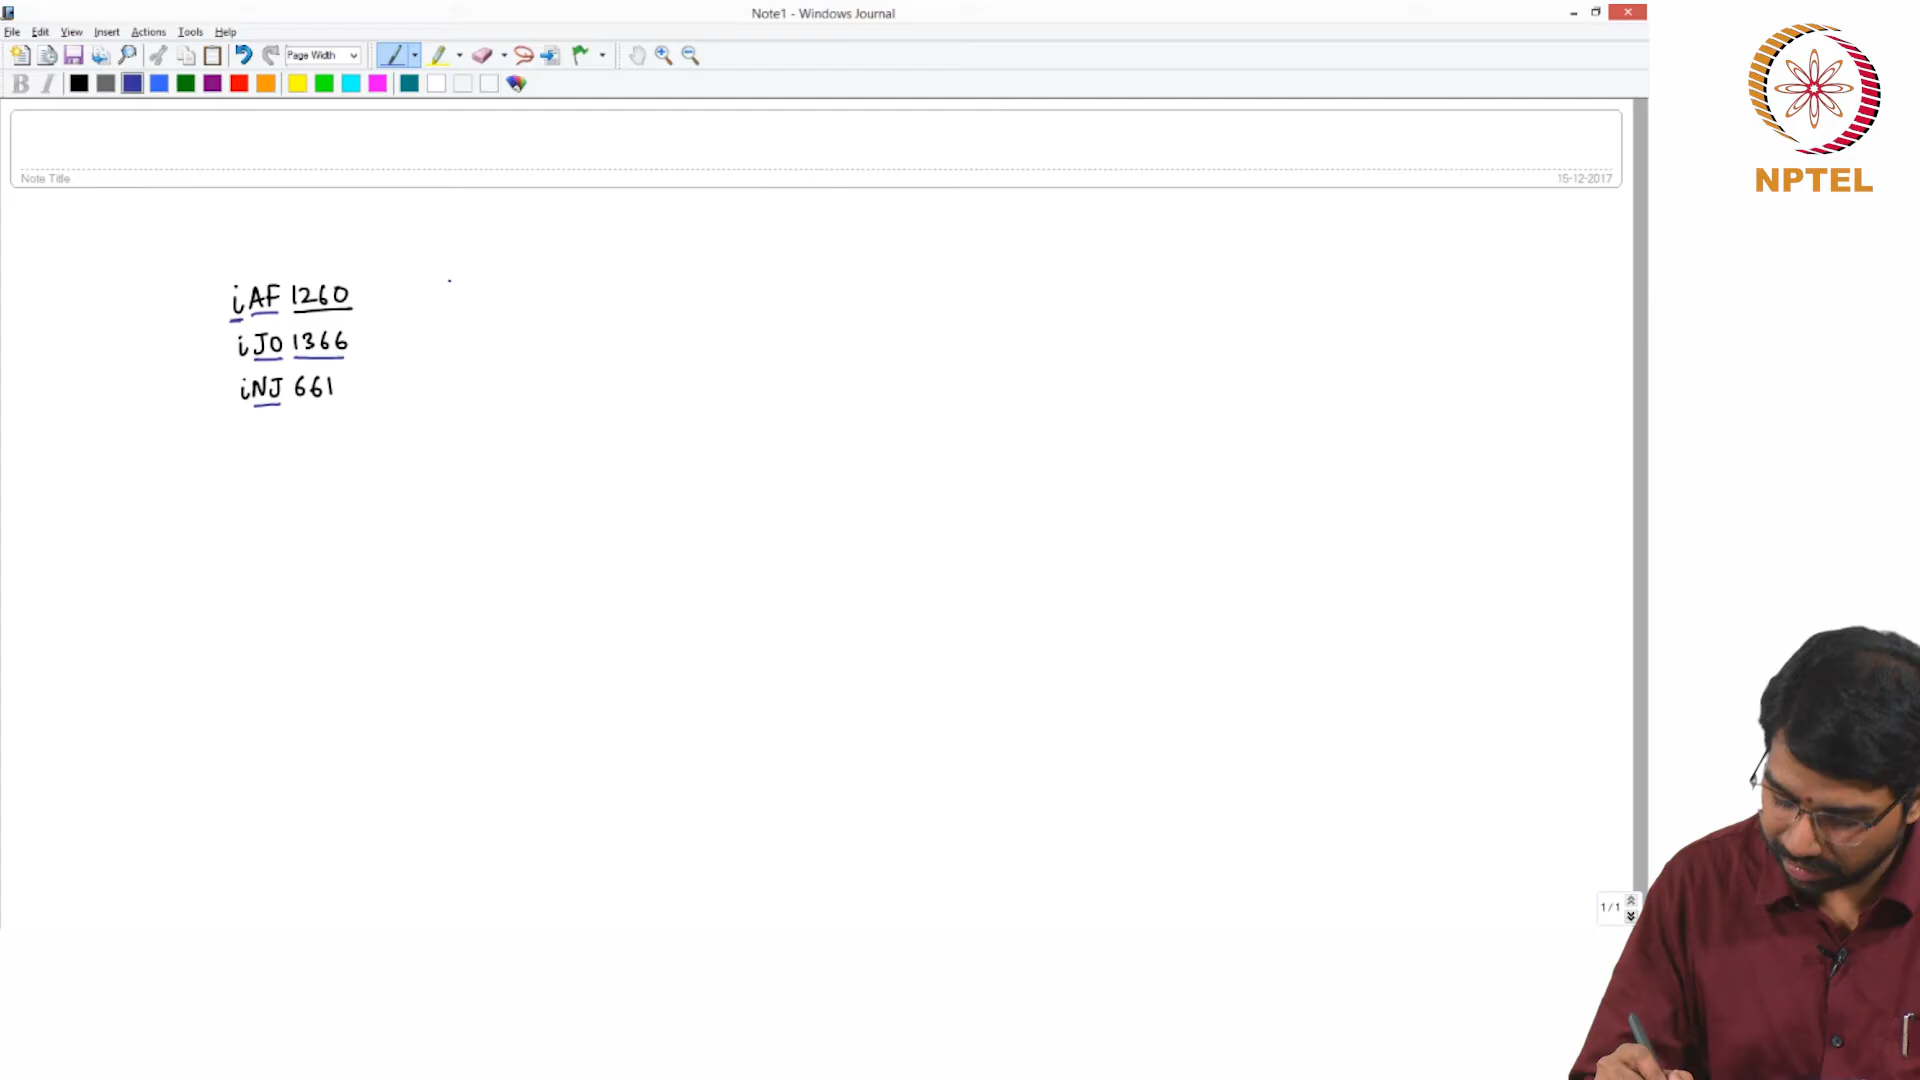 Note1 - Windows Journal
File Edit View Insert Actions Tools Help
Page Width
B I
Note Title
15-12-2017
iAF 1260
iJO 1366
iNJ 661
1 / 1
NPTEL